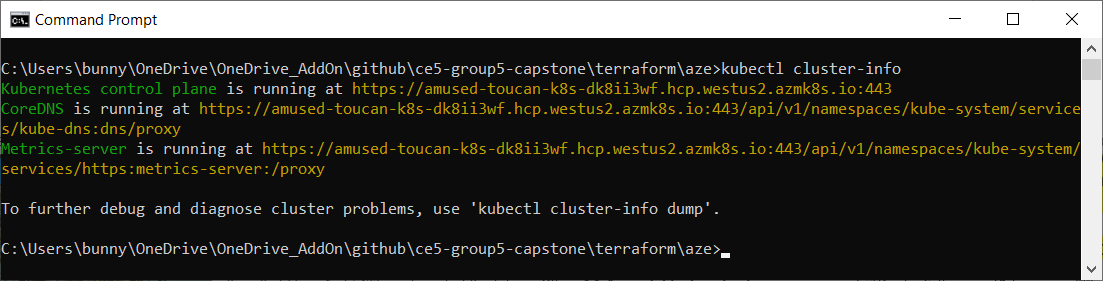 Command Prompt
C:\Users\bunny\OneDrive\OneDrive_AddOn\github\ce5-group5-capstone\terraform\aze>kubectl cluster-info
Kubernetes control plane is running at https://amused-toucan-k8s-dk8ii3wf.hcp.westus2.azmk8s.io:443
CoreDNS is running at https://amused-toucan-k8s-dk8ii3wf.hcp.westus2.azmk8s.io:443/api/v1/namespaces/kube-system/service
s/kube-dns:dns/proxy
Metrics-server is running at https://amused-toucan-k8s-dk8ii3wf.hcp.westus2.azmk8s.io:443/api/v1/namespaces/kube-system/
services/https:metrics-server:/proxy
To further debug and diagnose cluster problems, use 'kubectl cluster-info dump'.
C:\Users\bunny\OneDrive\OneDrive_AddOn\github\ce5-group5-capstone\terraform\aze>